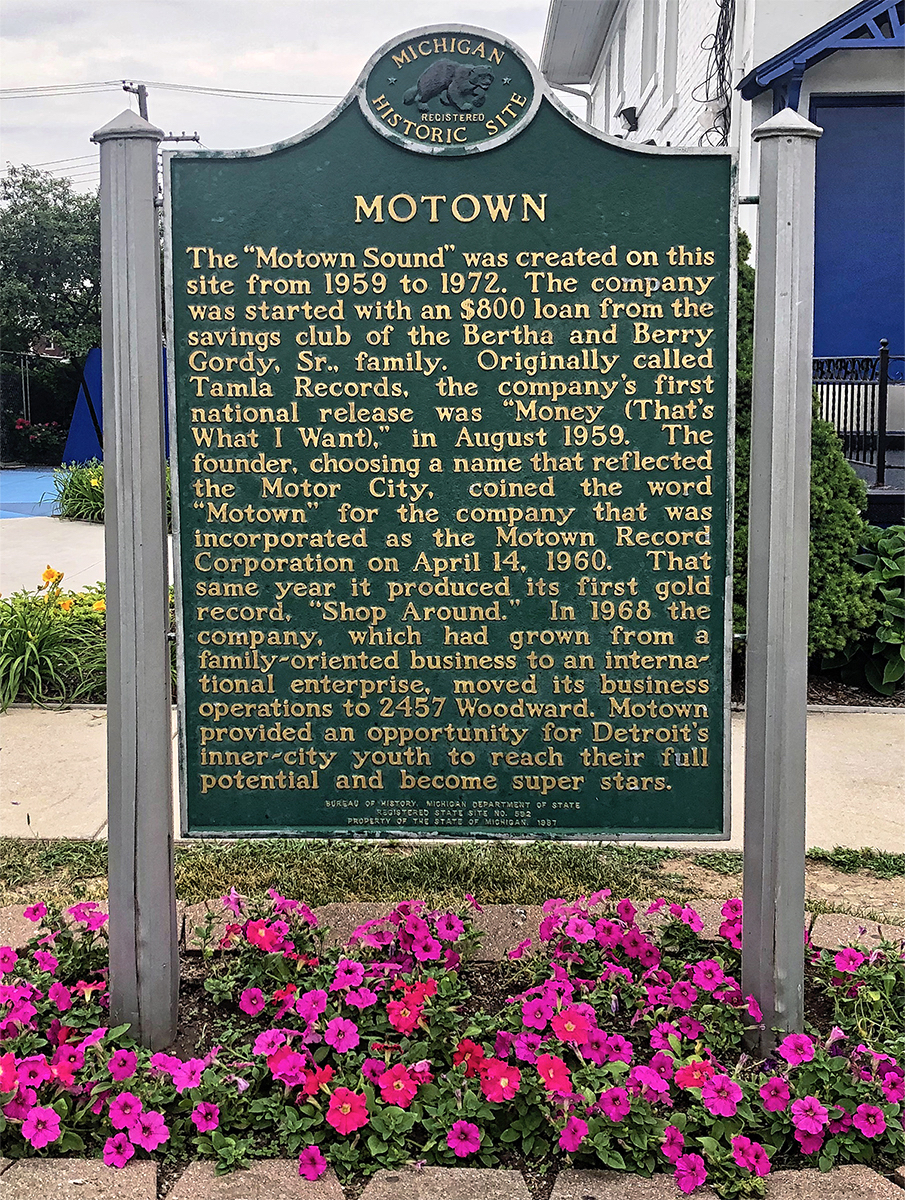 MICHIGAN
REGISTERED
HISTORIC SITE
MOTOWN
The "Motown Sound" was created on this
site from 1959 to 1972. The company
was started with an $800 loan from the
savings club of the Bertha and Berry
Gordy, Sr., family. Originally called
Tamla Records, the company's first
national release was "Money (That's
What I Want)," in August 1959. The
founder, choosing a name that reflected
the Motor City, coined the word
"Motown" for the company that was
incorporated as the Motown Record
Corporation on April 14, 1960. That
same year it produced its first gold
record, "Shop Around." In 1968 the
company, which had grown from a
family-oriented business to an interna-
tional enterprise, moved its business
operations to 2457 Woodward. Motown
provided an opportunity for Detroit's
inner-city youth to reach their full
potential and become super stars.
BUREAU OF HISTORY, MICHIGAN DEPARTMENT OF STATE
REGISTERED STATE SITE NO. 592
PROPERTY OF THE STATE OF MICHIGAN, 1987